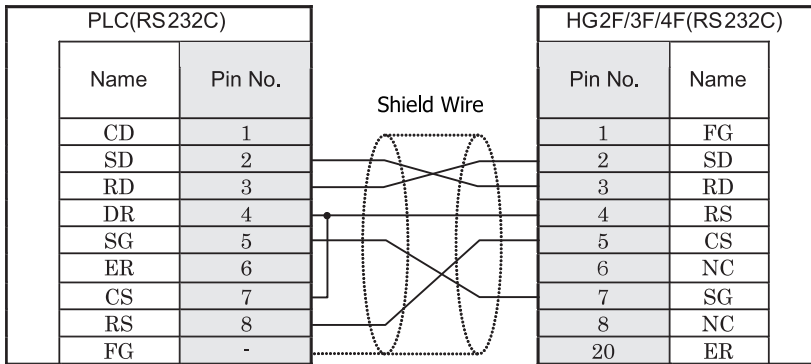 PLC(RS232C) HG2F/3F/4F(RS232C)
Name Pin No. Pin No. Name
Shield Wire
CD 1 1 FG
SD 2 2 SD
RD 3 3 RD
DR 4 4 RS
SG 5 5 CS
ER 6 6 NC
CS 7 7 SG
RS 8 8 NC
FG - 20 ER